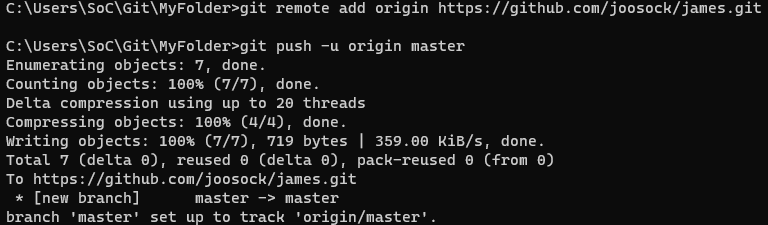 C:\Users\SoC\Git\MyFolder>git remote add origin https://github.com/joosock/james.git
C:\Users\SoC\Git\MyFolder>git push -u origin master
Enumerating objects: 7, done.
Counting objects: 100% (7/7), done.
Delta compression using up to 20 threads
Compressing objects: 100% (4/4), done.
Writing objects: 100% (7/7), 719 bytes | 359.00 KiB/s, done.
Total 7 (delta 0), reused 0 (delta 0), pack-reused 0 (from 0)
To https://github.com/joosock/james.git
 * [new branch]      master -> master
branch 'master' set up to track 'origin/master'.